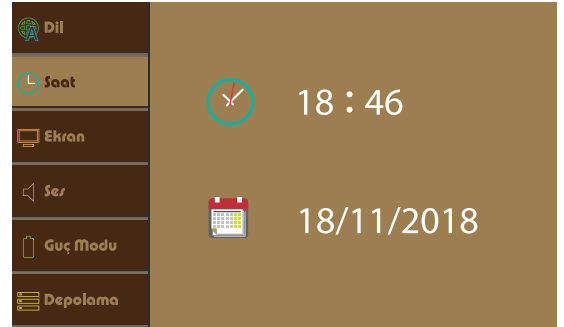 Dil
Saat
Ekran
Ses
Guç Modu
Depolama
18 : 46
18/11/2018